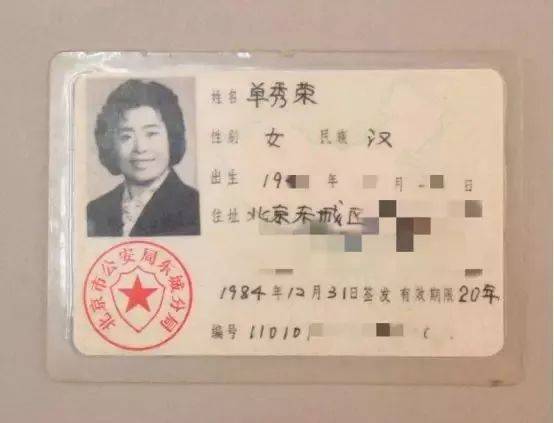 姓名 单秀荣
性别 女 民族 汉
出生 19 年 月 日
住址 北京东城区
1984年12月31日签发 有效期限20年
编号 11010
北京市公安局东城分局